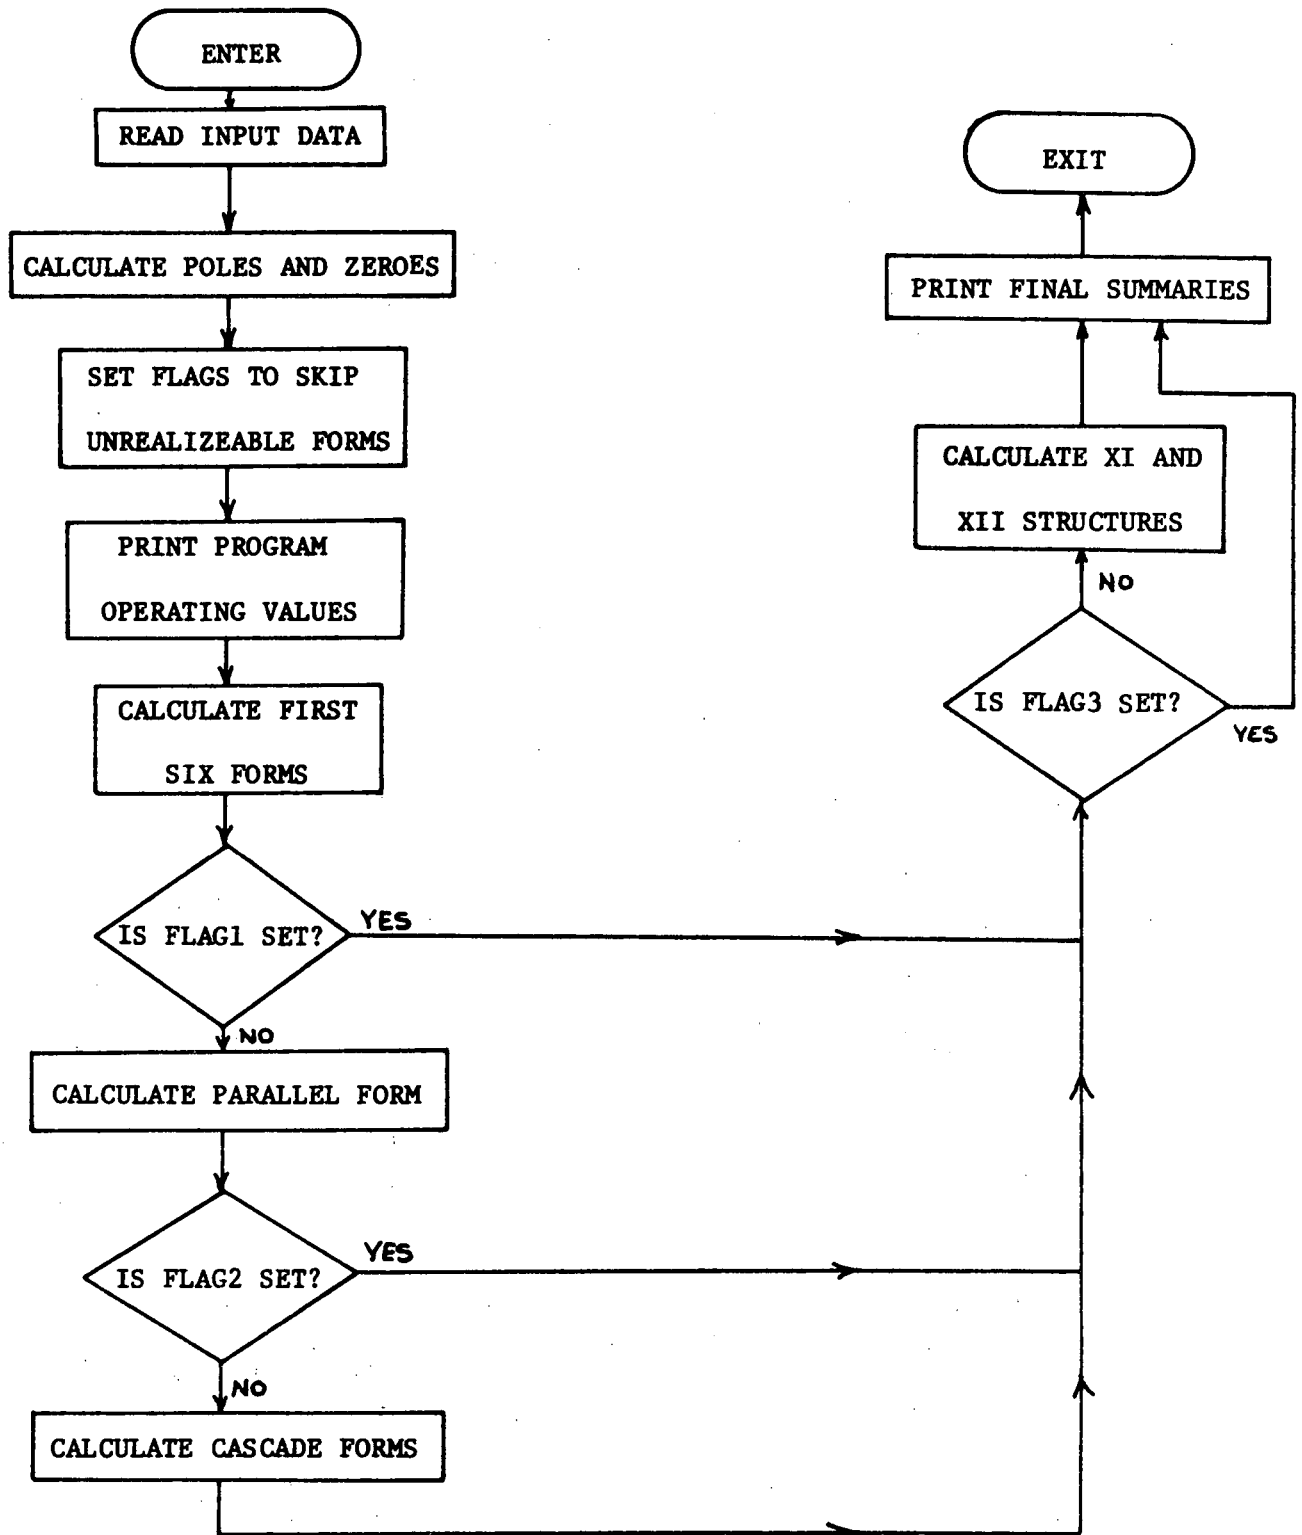 ENTER
READ INPUT DATA
CALCULATE POLES AND ZEROES
SET FLAGS TO SKIP
UNREALIZEABLE FORMS
PRINT PROGRAM
OPERATING VALUES
CALCULATE FIRST
SIX FORMS
IS FLAG1 SET?
YES
NO
CALCULATE PARALLEL FORM
IS FLAG2 SET?
YES
NO
CALCULATE CASCADE FORMS
EXIT
PRINT FINAL SUMMARIES
CALCULATE XI AND
XII STRUCTURES
NO
IS FLAG3 SET?
YES